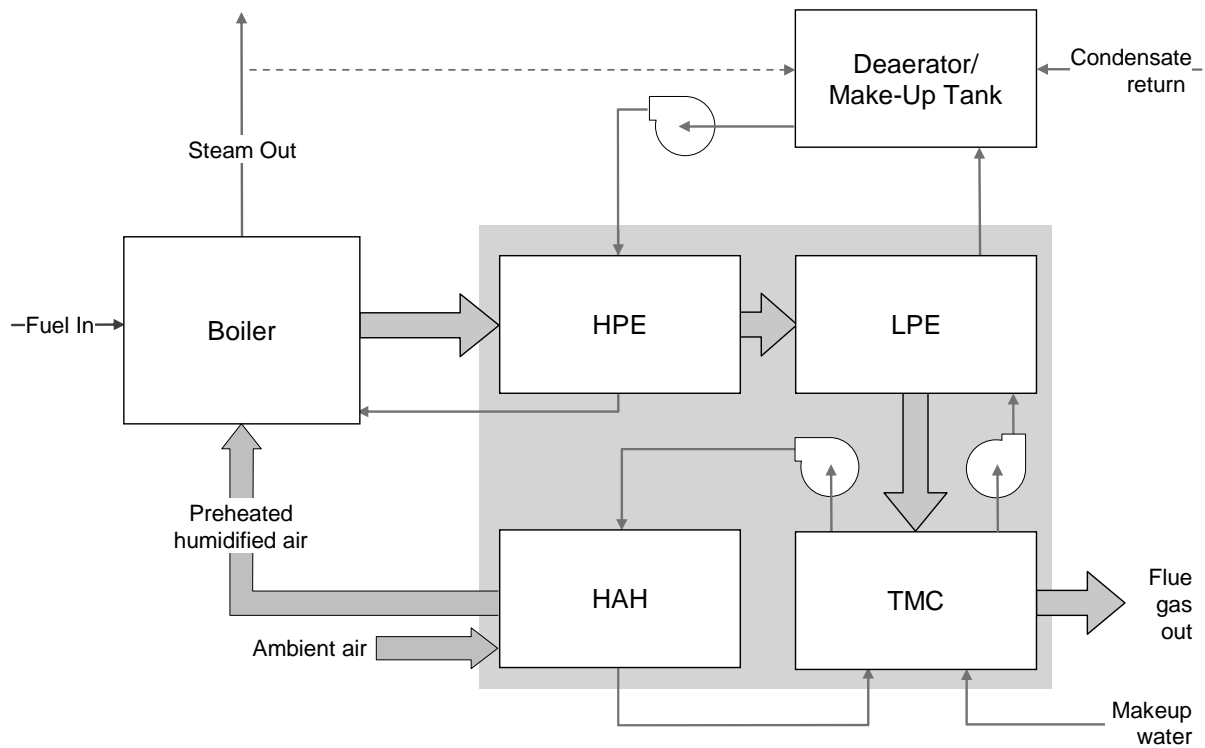 Deaerator/
Make-Up Tank
Condensate
return
Steam Out
Fuel In
Boiler
HPE
LPE
Preheated
humidified air
HAH
TMC
Flue
gas
out
Ambient air
Makeup
water